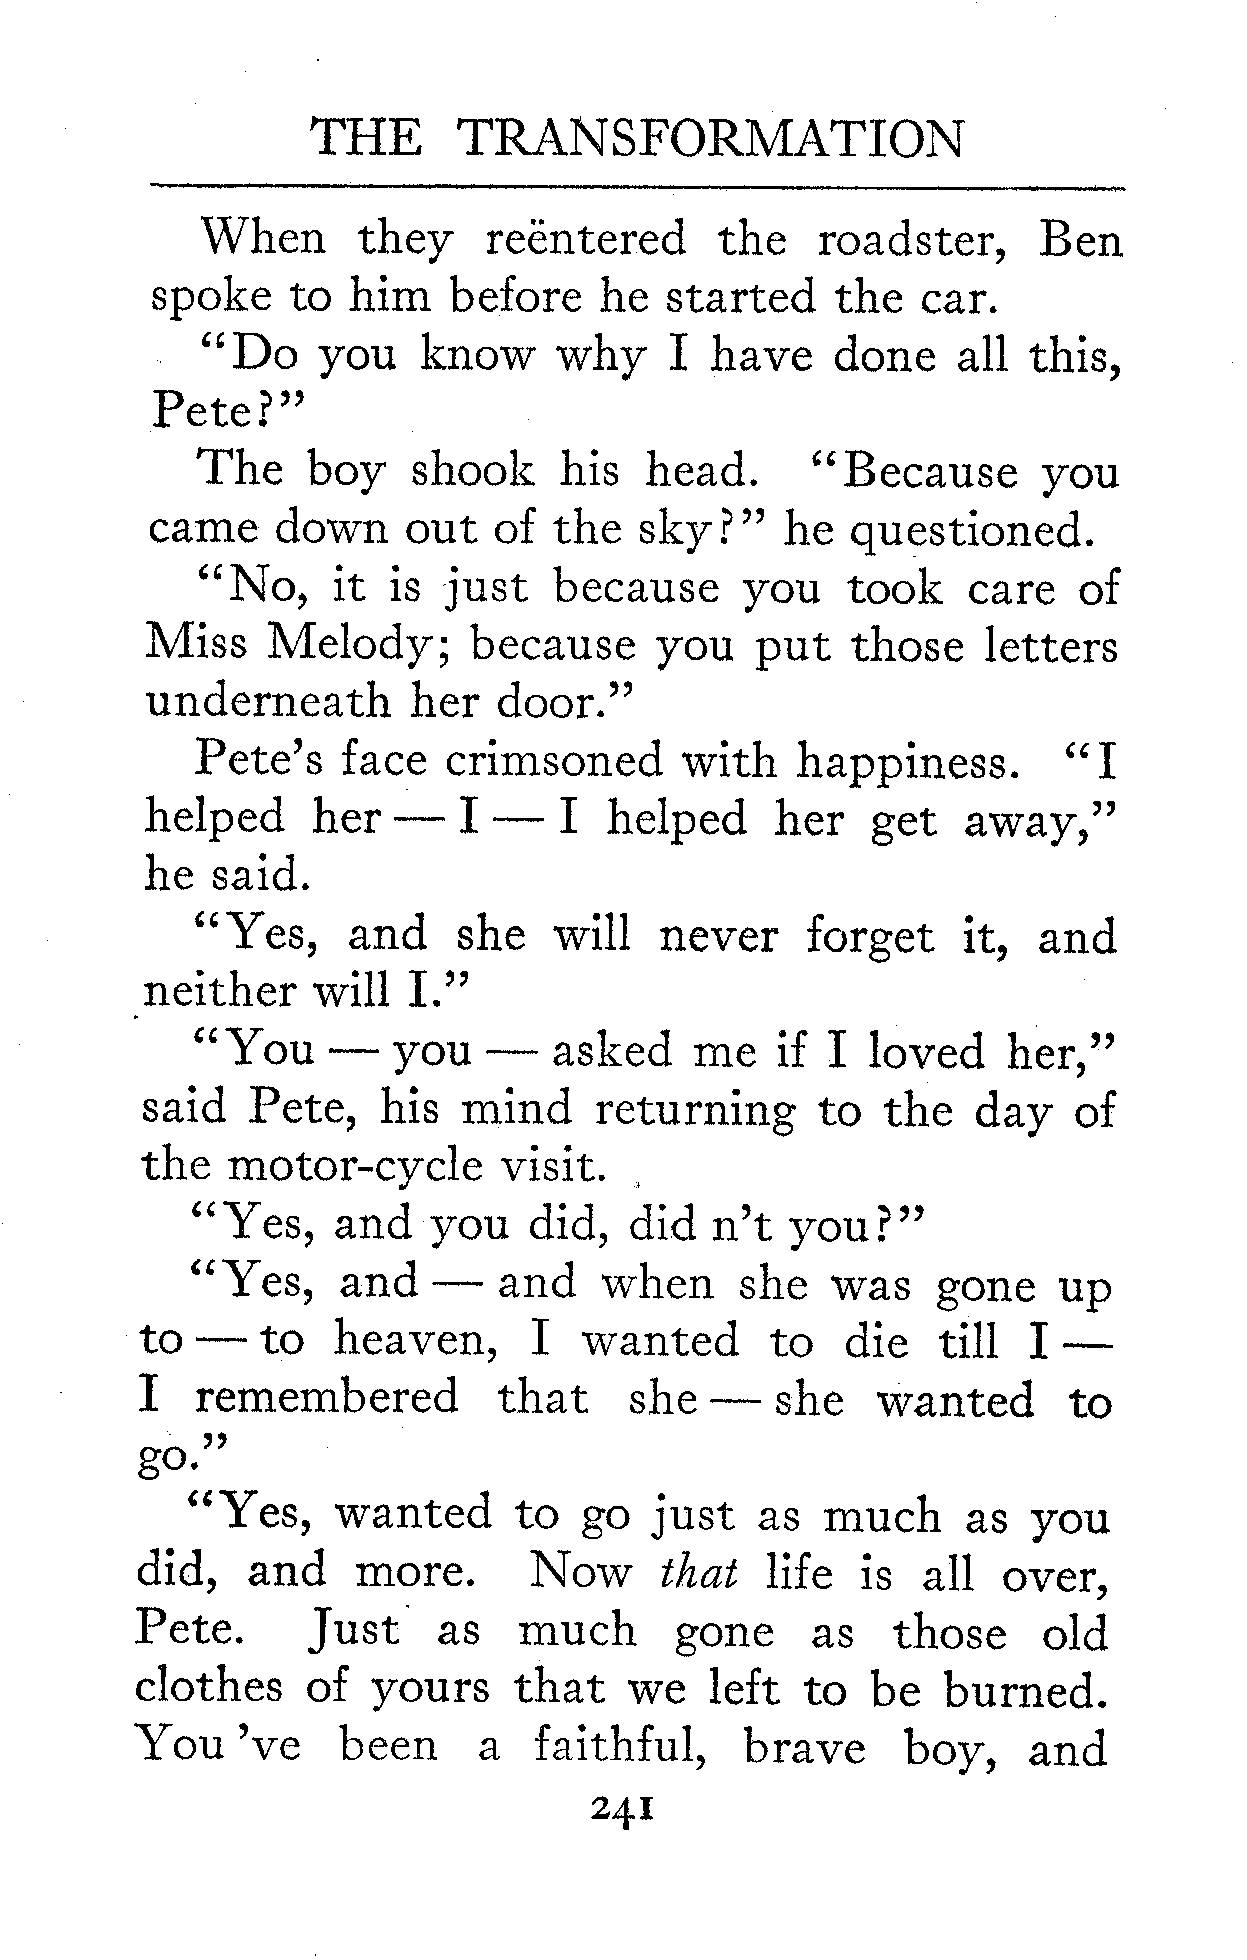 THE TRANSFORMATION
When they reëntered the roadster, Ben
spoke to him before he started the car.
“Do you know why I have done all this,
Pete?”
The boy shook his head. “Because you
came down out of the sky?” he questioned.
“No, it is just because you took care of
Miss Melody; because you put those letters
underneath her door.”
Pete’s face crimsoned with happiness. “I
helped her — I — I helped her get away,”
he said.
“Yes, and she will never forget it, and
neither will I.”
“You — you — asked me if I loved her,”
said Pete, his mind returning to the day of
the motor-cycle visit.
“Yes, and you did, did n’t you?”
“Yes, and — and when she was gone up
to — to heaven, I wanted to die till I —
I remembered that she — she wanted to
go.”
“Yes, wanted to go just as much as you
did, and more. Now that life is all over,
Pete. Just as much gone as those old
clothes of yours that we left to be burned.
You ’ve been a faithful, brave boy, and
241